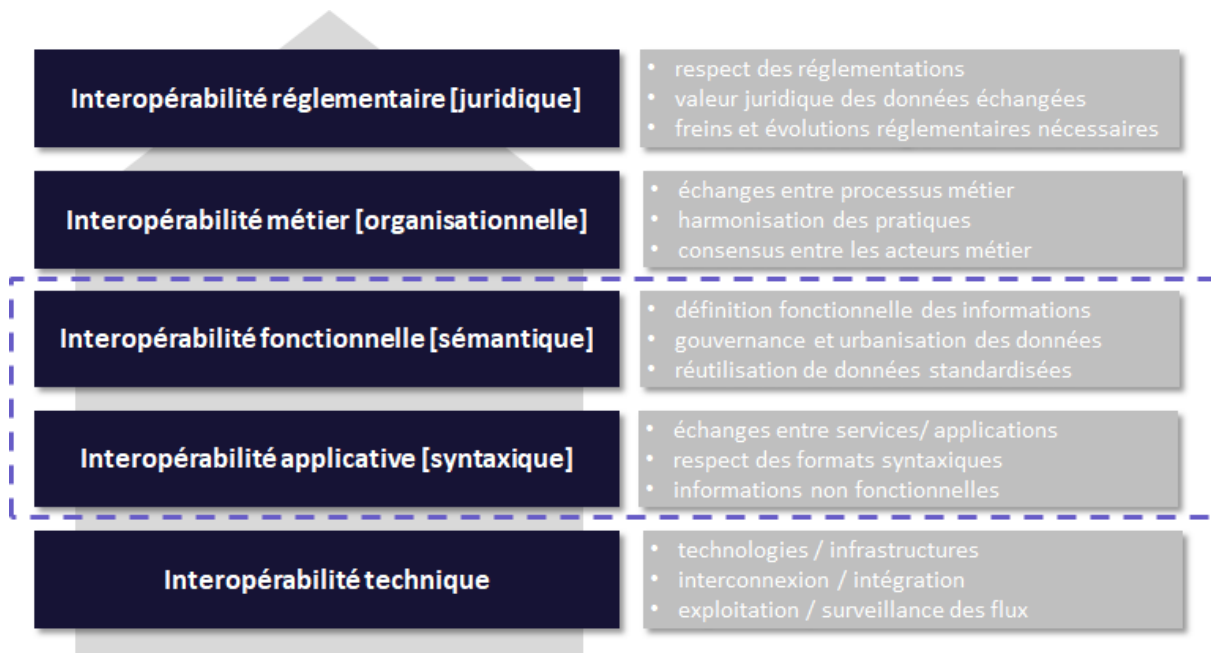 Interopérabilité réglementaire [juridique]
• respect des réglementations
• valeur juridique des données échangées
• freins et évolutions réglementaires nécessaires
Interopérabilité métier [organisationnelle]
• échanges entre processus métier
• harmonisation des pratiques
• consensus entre les acteurs métier
Interopérabilité fonctionnelle [sémantique]
• définition fonctionnelle des informations
• gouvernance et urbanisation des données
• réutilisation de données standardisées
Interopérabilité applicative [syntaxique]
• échanges entre services/ applications
• respect des formats syntaxiques
• informations non fonctionnelles
Interopérabilité technique
• technologies / infrastructures
• interconnexion / intégration
• exploitation / surveillance des flux